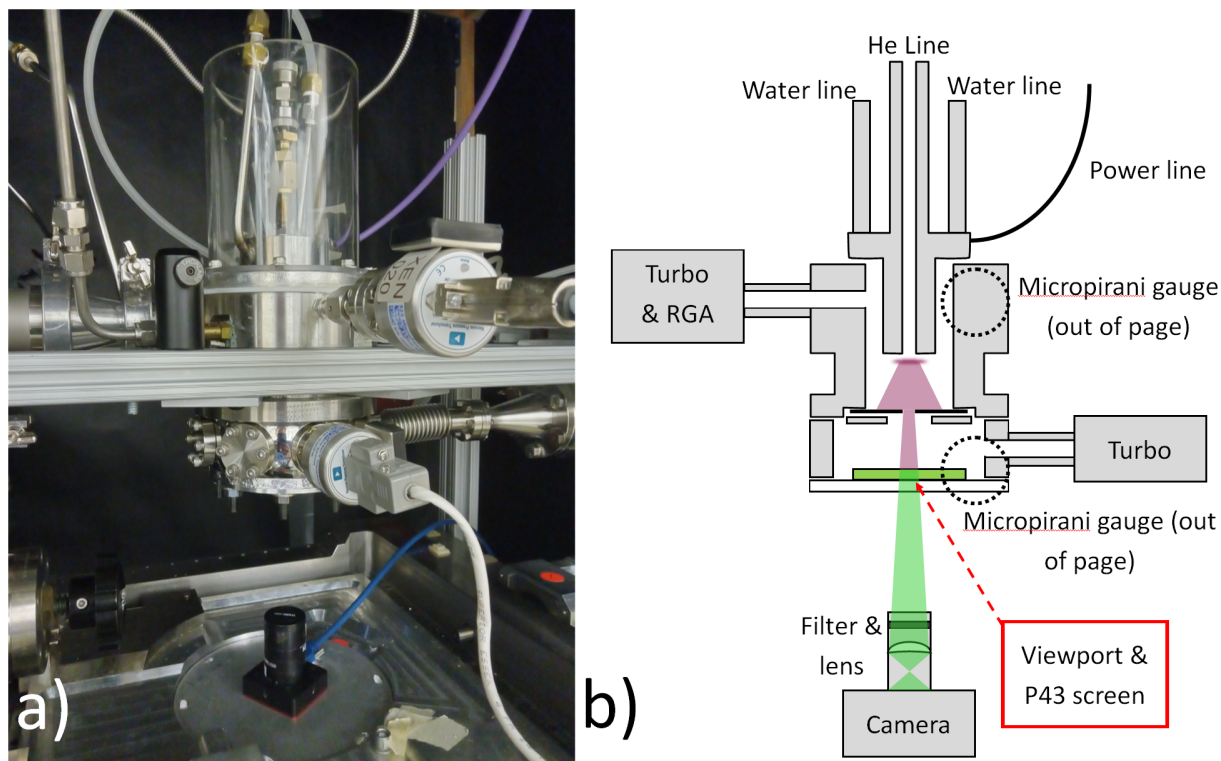 a)
He Line
Water line
Water line
Power line
Turbo
& RGA
Micropirani gauge
(out of page)
Turbo
Micropirani gauge (out
of page)
Filter &
lens
Viewport &
P43 screen
Camera
b)